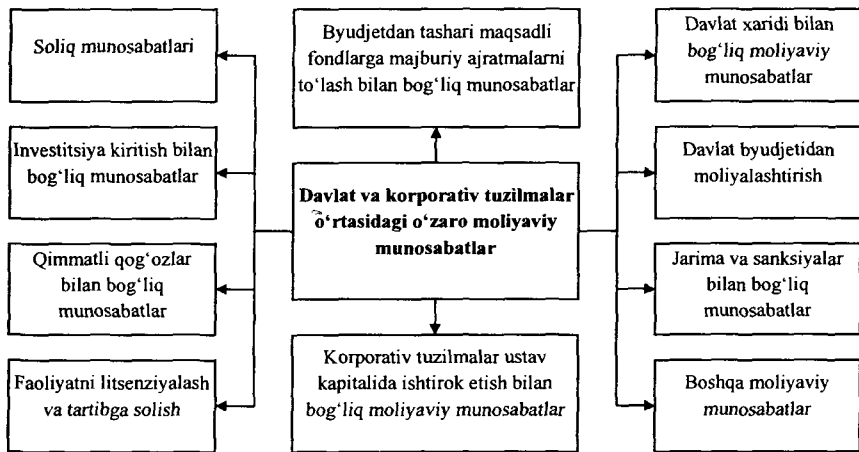 Soliq munosabatlari
Investitsiya kiritish bilan
bog‘liq munosabatlar
Qimmatli qog‘ozlar
bilan bog‘liq
munosabatlar
Faoliyatni litsenziyalash
va tartibga solish
Byudjetdan tashari maqsadli
fondlarga majburiy ajratmalarni
to‘lash bilan bog‘liq munosabatlar
Davlat va korporativ tuzilmalar
o‘rtasidagi o‘zaro moliyaviy
munosabatlar
Korporativ tuzilmalar ustav
kapitalida ishtirok etish bilan
bog‘liq moliyaviy munosabatlar
Davlat xaridi bilan
bog‘liq moliyaviy
munosabatlar
Davlat byudjetidan
moliyalashtirish
Jarima va sanksiyalar
bilan bog‘liq
munosabatlar
Boshqa moliyaviy
munosabatlar